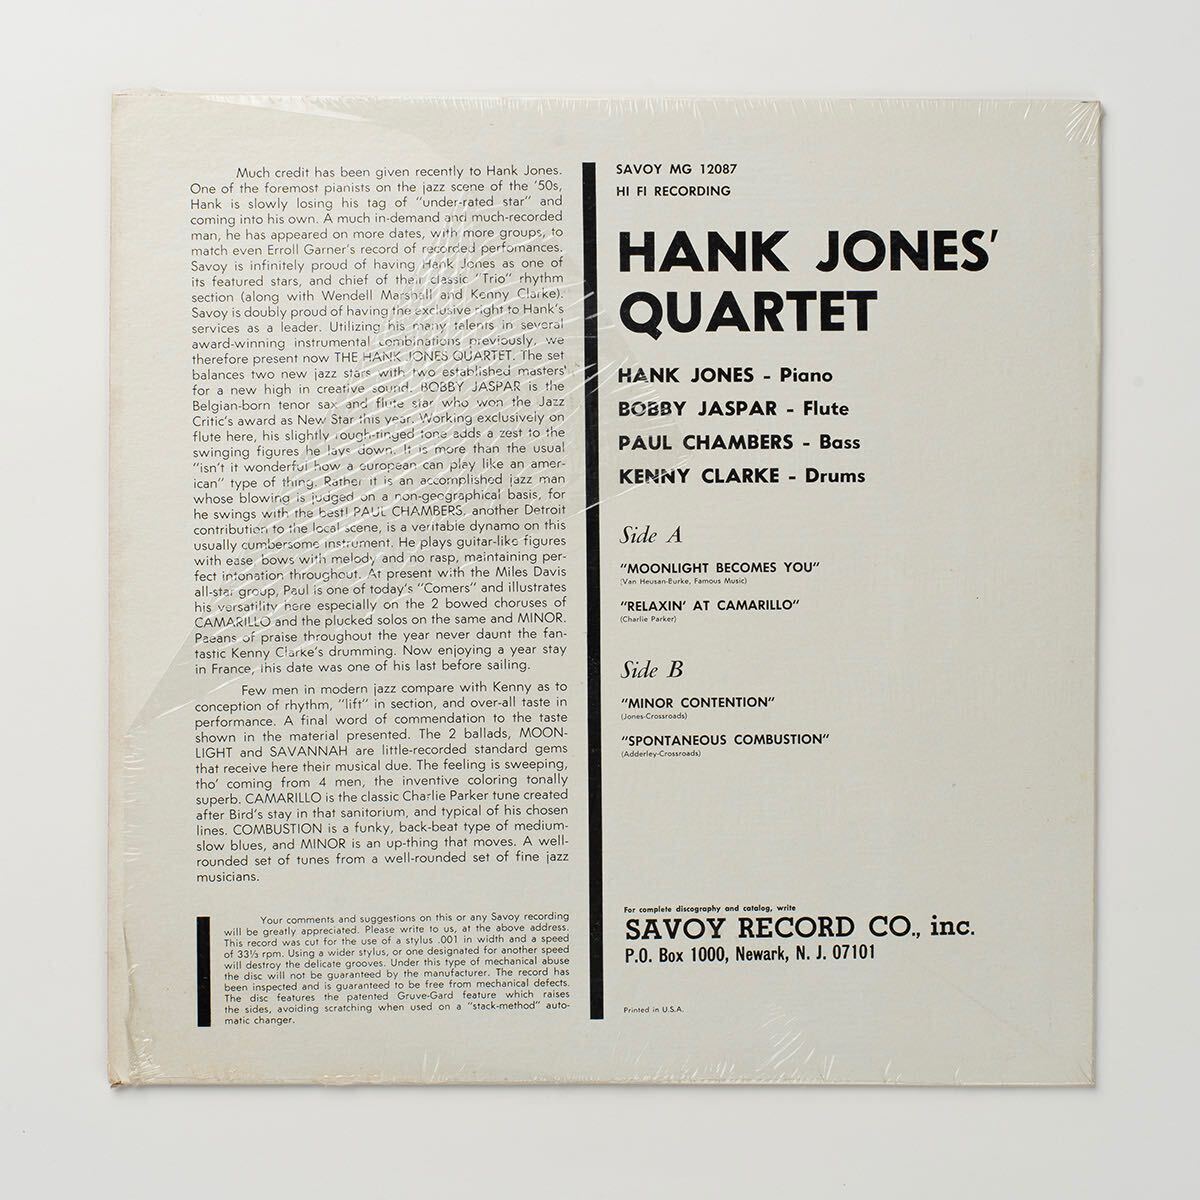 Much credit has been given recently to Hank Jones.
One of the foremost pianists on the jazz scene of the '50s,
Hank is slowly losing his tag of "under-rated star" and
coming into his own. A much in-demand and much-recorded
man, he has appeared on more dates, with more groups, to
match even Erroll Garner's record of recorded perfomances.
Savoy is infinitely proud of having Hank Jones as one of
its featured stars, and chief of their classic "Trio" rhythm
section (along with Wendell Marshall and Kenny Clarke).
Savoy is doubly proud of having the exclusive right to Hank's
services as a leader. Utilizing his many talents in several
award-winning instrumental combinations previously, we
therefore present now THE HANK JONES QUARTET. The set
balances two new jazz stars with two established masters'
for a new high in creative sound. BOBBY JASPAR is the
Belgian-born tenor sax and flute star who won the Jazz
Critic's award as New Star this year. Working exclusively on
flute here, his slightly rough-tinged tone adds a zest to the
swinging figures he lays down. It is more than the usual
"isn't it wonderful how a european can play like an amer-
ican" type of thing. Rather it is an accomplished jazz man
whose blowing is judged on a non-geographical basis, for
he swings with the best! PAUL CHAMBERS, another Detroit
contribution to the local scene, is a veritable dynamo on this
usually cumbersome instrument. He plays guitar-like figures
with ease, bows with melody and no rasp, maintaining per-
fect intonation throughout. At present with the Miles Davis
all-star group, Paul is one of today's "Comers" and illustrates
his versatility here especially on the 2 bowed choruses of
CAMARILLO and the plucked solos on the same and MINOR.
Paeans of praise throughout the year never daunt the fan-
tastic Kenny Clarke's drumming. Now enjoying a year stay
in France, this date was one of his last before sailing.
Few men in modern jazz compare with Kenny as to
conception of rhythm, "lift" in section, and over-all taste in
performance. A final word of commendation to the taste
shown in the material presented. The 2 ballads, MOON-
LIGHT and SAVANNAH are little-recorded standard gems
that receive here their musical due. The feeling is sweeping,
tho' coming from 4 men, the inventive coloring tonally
superb. CAMARILLO is the classic Charlie Parker tune created
after Bird's stay in that sanitorium, and typical of his chosen
lines. COMBUSTION is a funky, back-beat type of medium-
slow blues, and MINOR is an up-thing that moves. A well-
rounded set of tunes from a well-rounded set of fine jazz
musicians.
Your comments and suggestions on this or any Savoy recording
will be greatly appreciated. Please write to us, at the above address.
This record was cut for the use of a stylus .001 in width and a speed
of 33⅓ rpm. Using a wider stylus, or one designated for another speed
will destroy the delicate grooves. Under this type of mechanical abuse
the disc will not be guaranteed by the manufacturer. The record has
been inspected and is guaranteed to be free from mechanical defects.
The disc features the patented Gruve-Gard feature which raises
the sides, avoiding scratching when used on a "stack-method" auto-
matic changer.
SAVOY MG 12087
HI FI RECORDING
HANK JONES'
QUARTET
HANK JONES - Piano
BOBBY JASPAR - Flute
PAUL CHAMBERS - Bass
KENNY CLARKE - Drums
Side A
"MOONLIGHT BECOMES YOU"
(Van Heusan-Burke, Famous Music)
"RELAXIN' AT CAMARILLO"
(Charlie Parker)
Side B
"MINOR CONTENTION"
(Jones-Crossroads)
"SPONTANEOUS COMBUSTION"
(Adderley-Crossroads)
For complete discography and catalog, write
SAVOY RECORD CO., inc.
P.O. Box 1000, Newark, N. J. 07101
Printed in U.S.A.